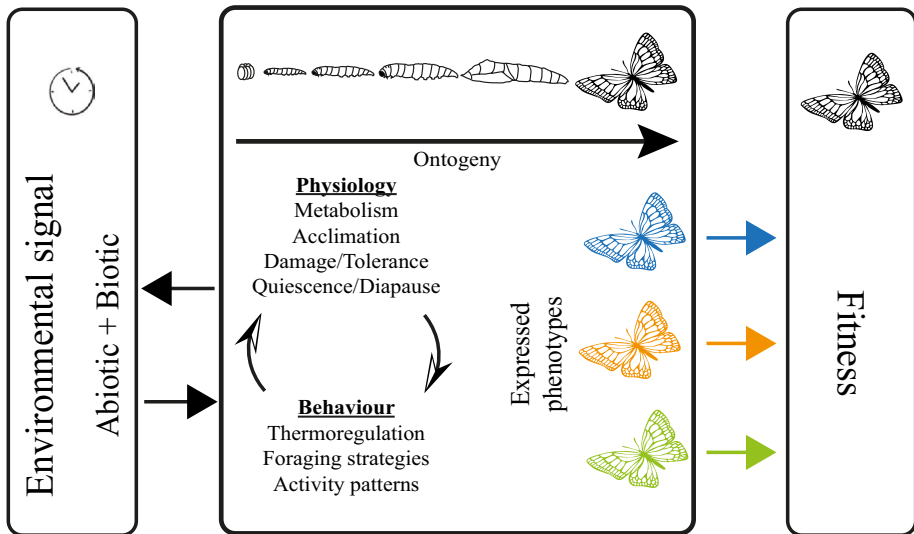 Environmental signal
Abiotic + Biotic
Ontogeny
Physiology
Metabolism
Acclimation
Damage/Tolerance
Quiescence/Diapause
Behaviour
Thermoregulation
Foraging strategies
Activity patterns
Expressed
phenotypes
Fitness